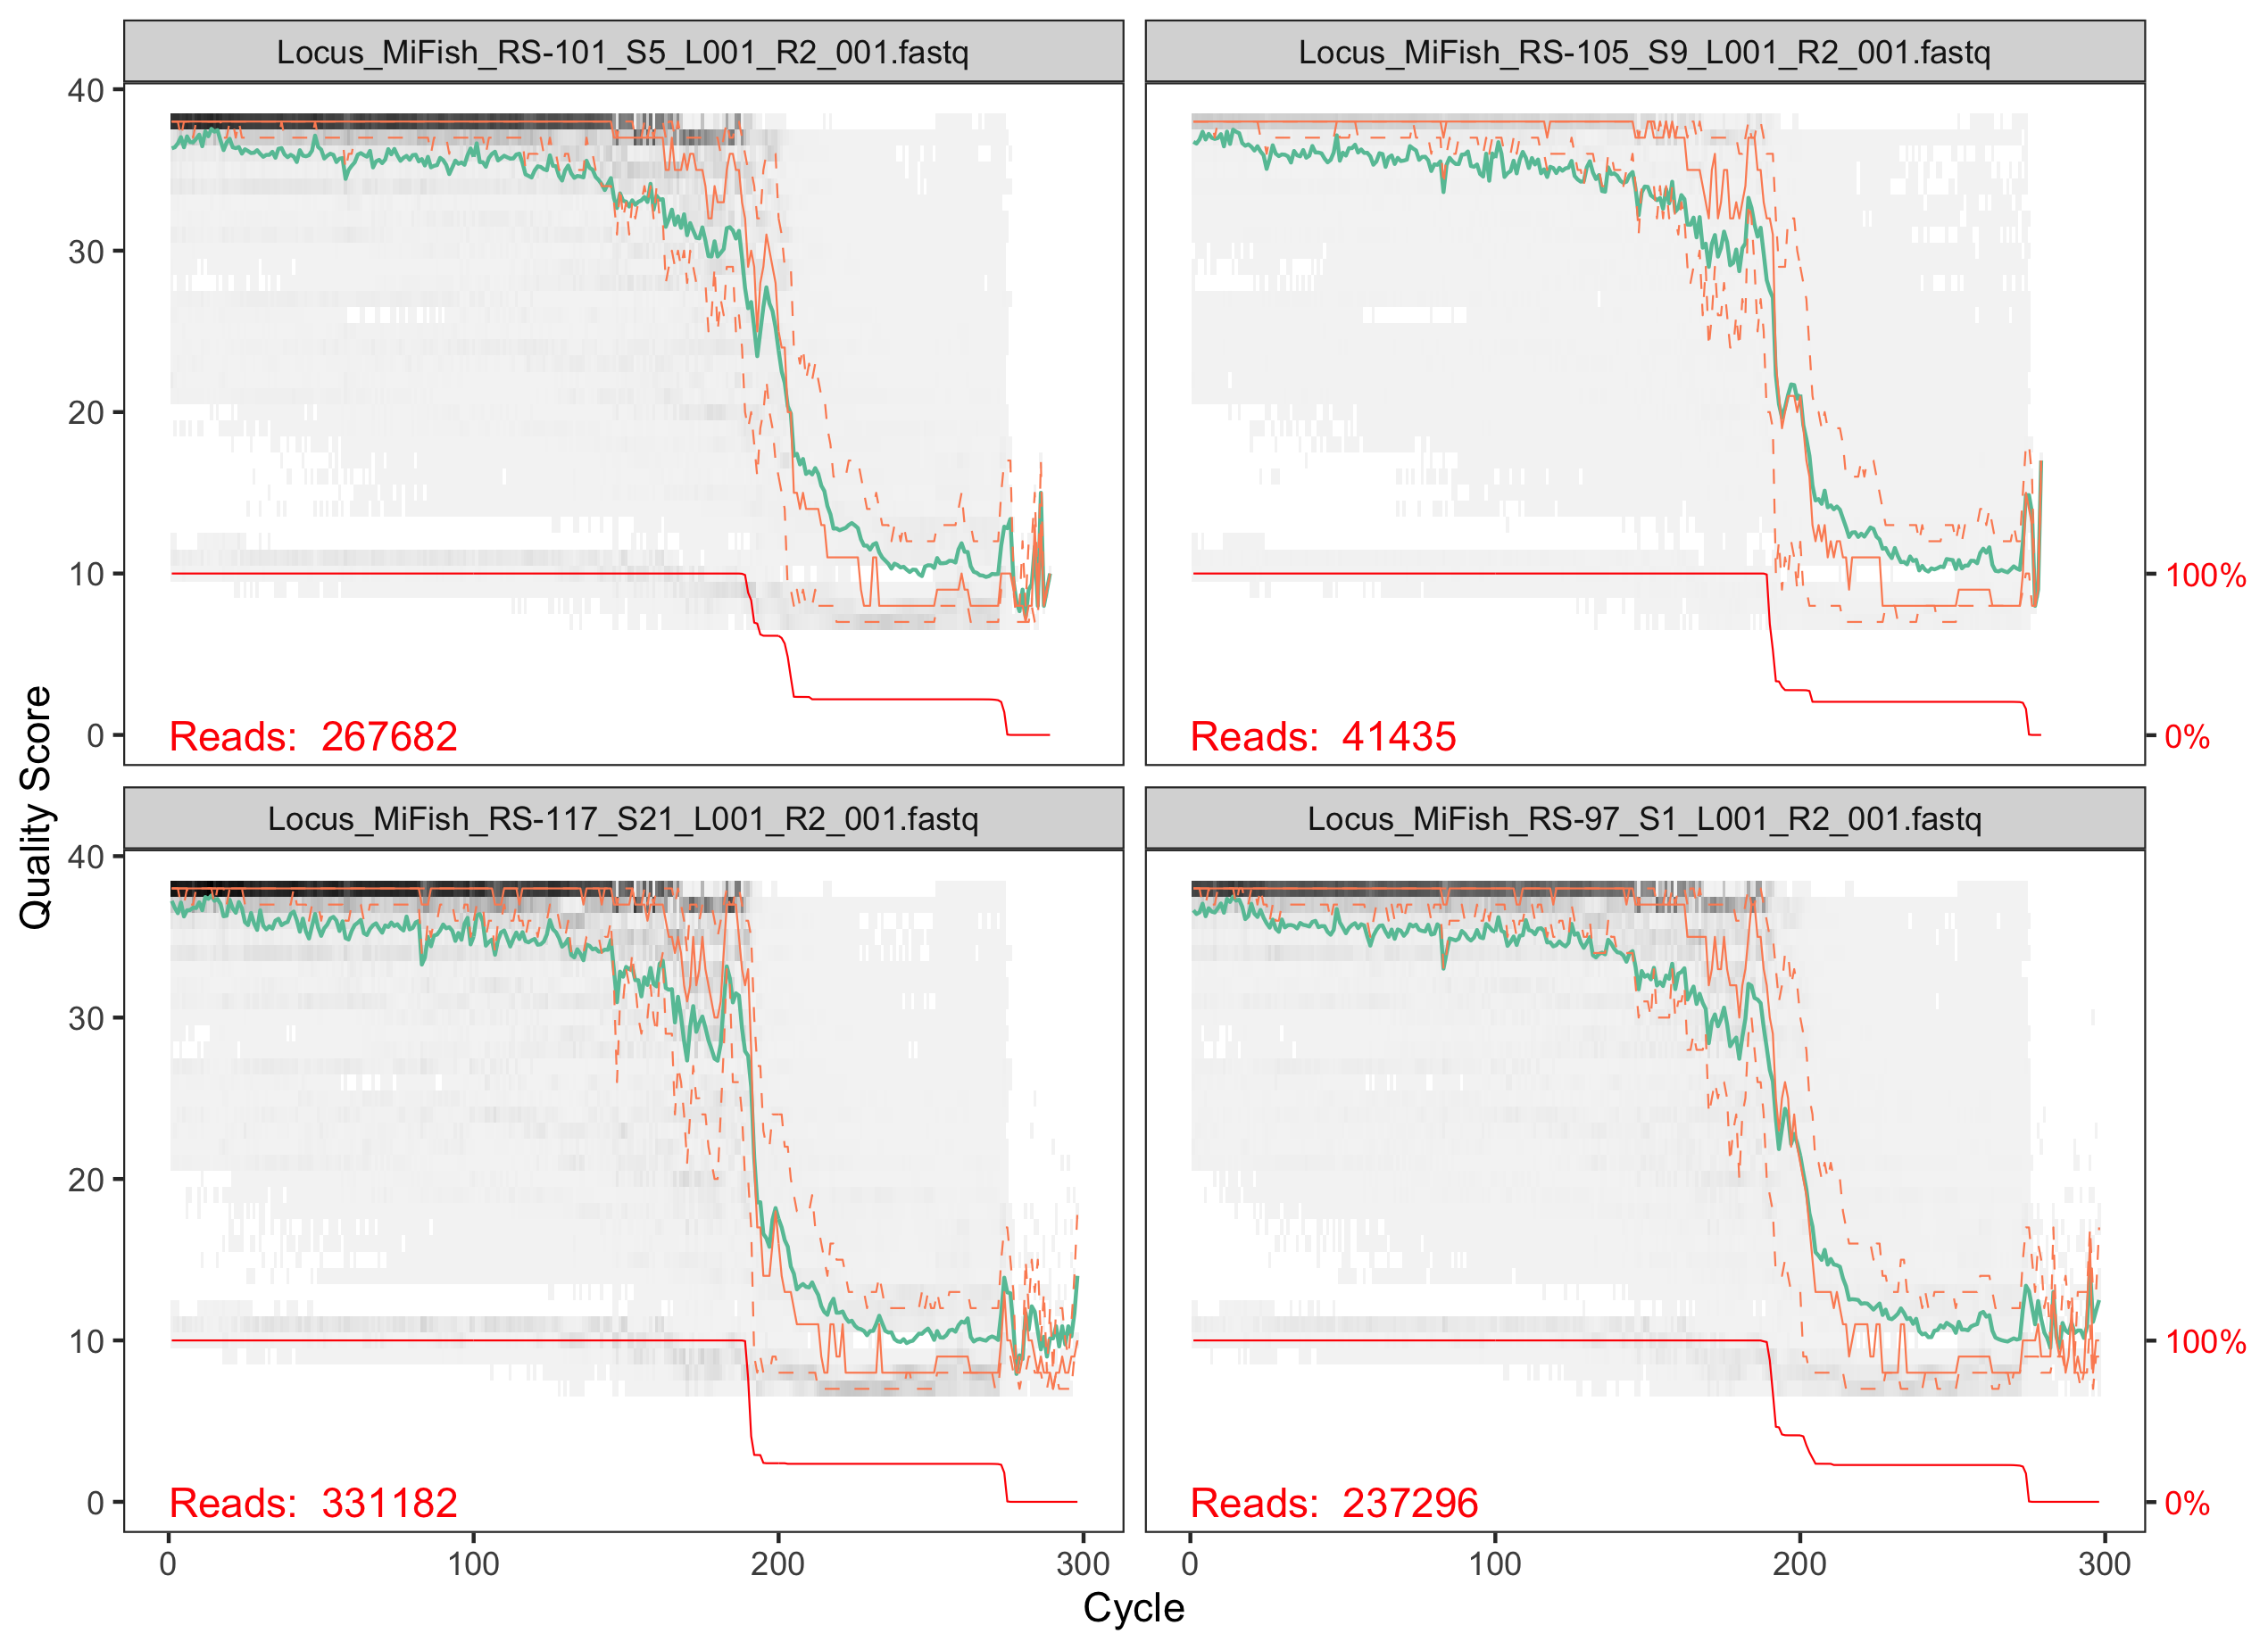 Locus_MiFish_RS-101_S5_L001_R2_001.fastq
Locus_MiFish_RS-105_S9_L001_R2_001.fastq
40
30
20
10
0
100%
0%
Reads: 267682
Reads: 41435
Quality Score
Locus_MiFish_RS-117_S21_L001_R2_001.fastq
Locus_MiFish_RS-97_S1_L001_R2_001.fastq
40
30
20
10
0
100%
0%
Reads: 331182
Reads: 237296
0 100 200 300
0 100 200 300
Cycle